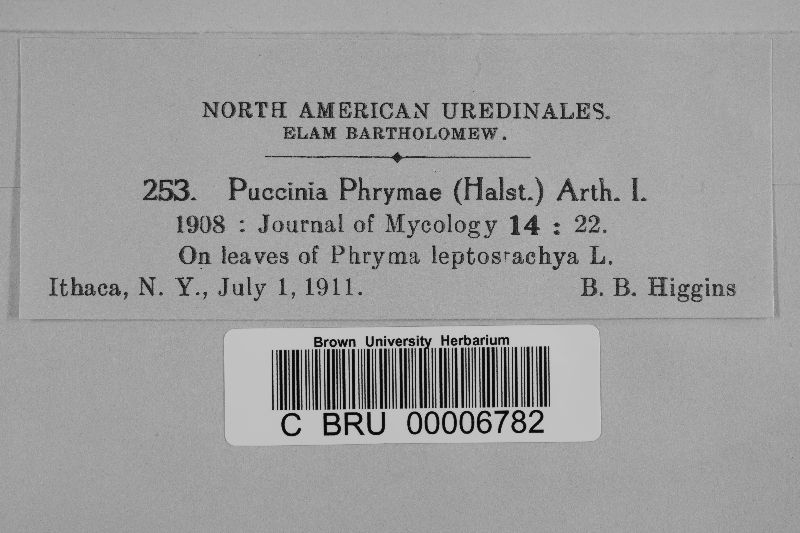 NORTH AMERICAN UREDINALES.
ELAM BARTHOLOMEW.
253. Puccinia Phrymae (Halst.) Arth. I.
1908 : Journal of Mycology 14 : 22.
On leaves of Phryma leptostachya L.
Ithaca, N. Y., July 1, 1911. B. B. Higgins
Brown University Herbarium
C BRU 00006782